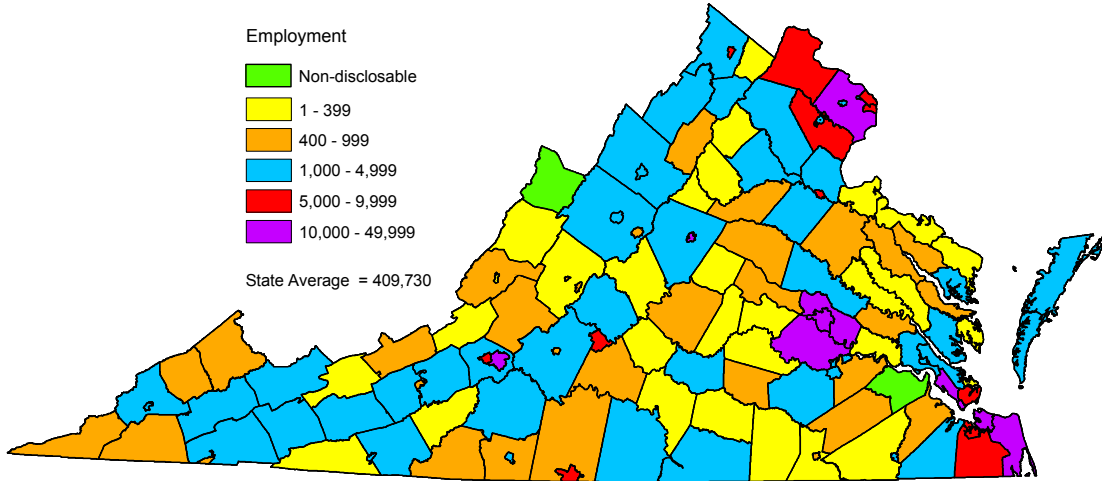 Employment
Non-disclosable
1 - 399
400 - 999
1,000 - 4,999
5,000 - 9,999
10,000 - 49,999
State Average = 409,730